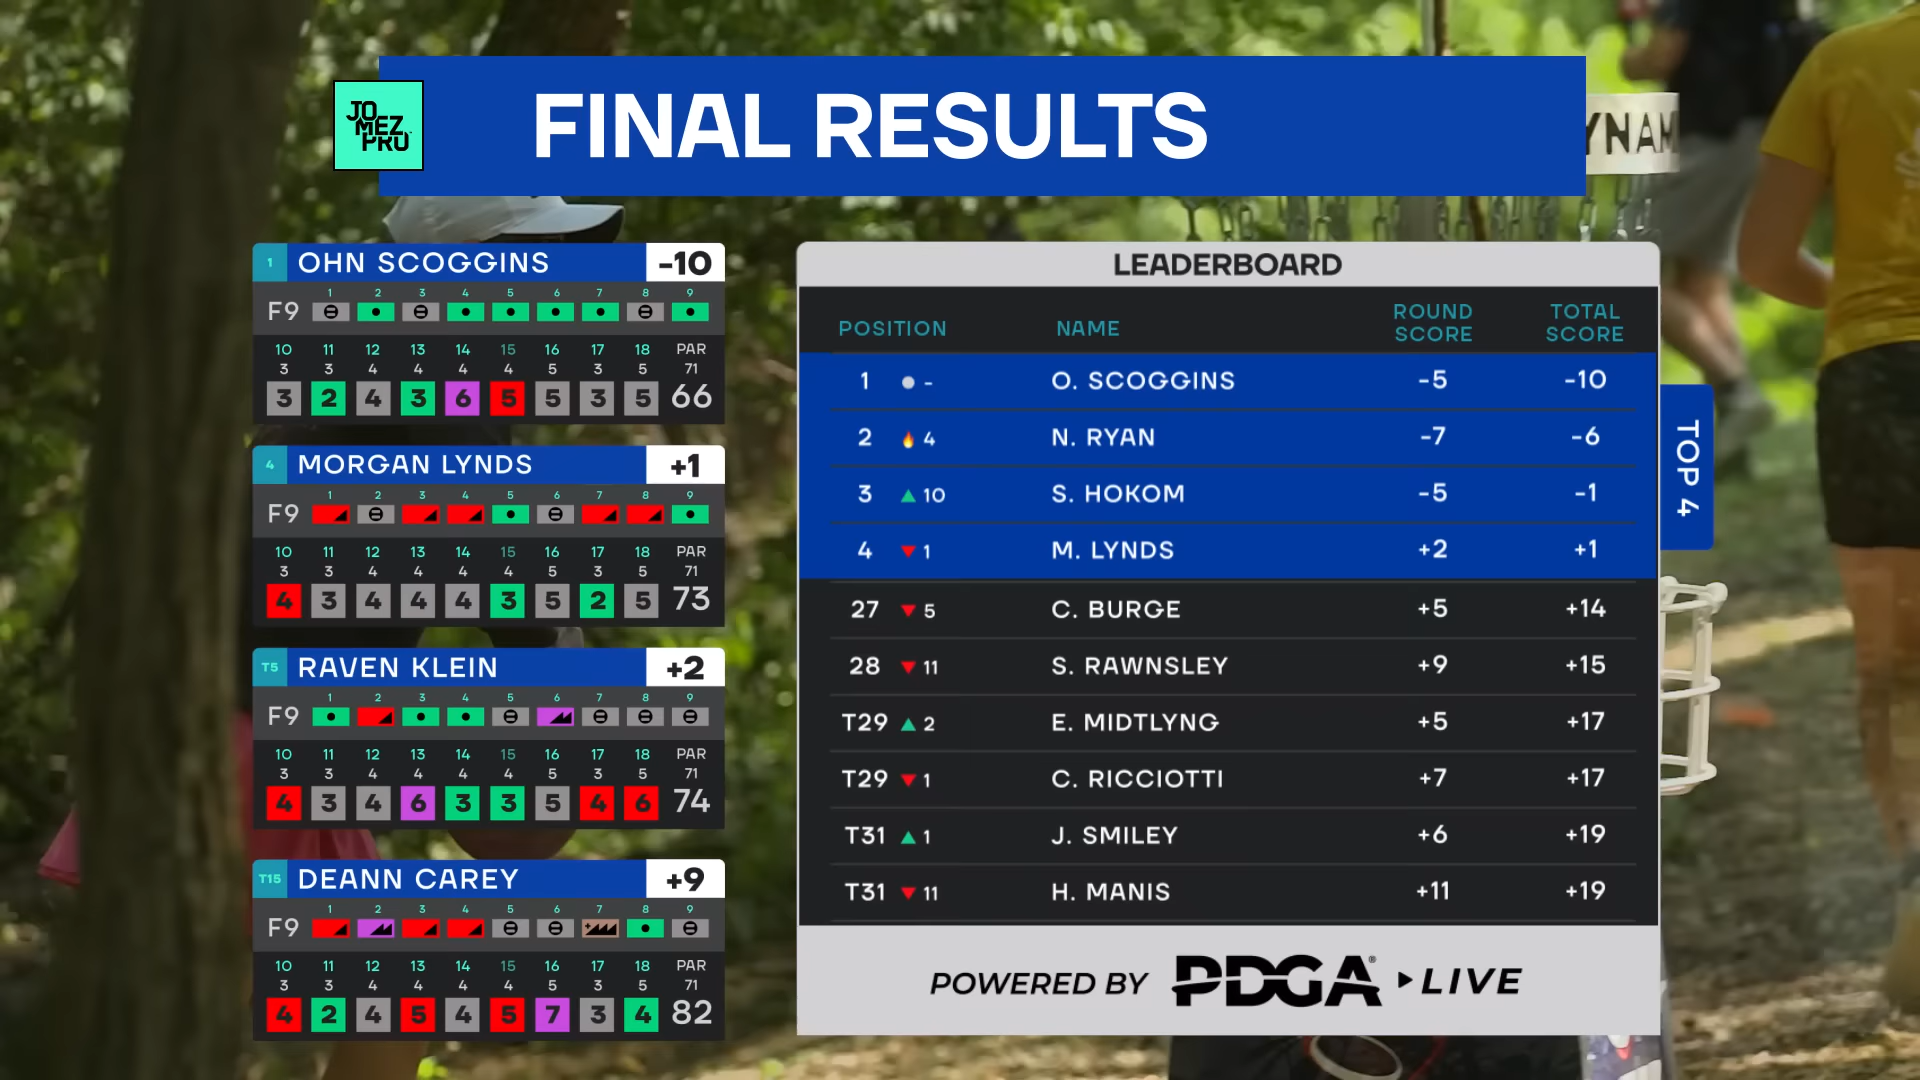 JOMEZPRO
FINAL RESULTS
YNAM
1 OHN SCOGGINS -10
1 2 3 4 5 6 7 8 9
F9
10 11 12 13 14 15 16 17 18 PAR
3 3 4 4 4 4 5 3 5 71
3 2 4 3 6 5 5 3 5 66
4 MORGAN LYNDS +1
1 2 3 4 5 6 7 8 9
F9
10 11 12 13 14 15 16 17 18 PAR
3 3 4 4 4 4 5 3 5 71
4 3 4 4 4 3 5 2 5 73
T5 RAVEN KLEIN +2
1 2 3 4 5 6 7 8 9
F9
10 11 12 13 14 15 16 17 18 PAR
3 3 4 4 4 4 5 3 5 71
4 3 4 6 3 3 5 4 6 74
T15 DEANN CAREY +9
1 2 3 4 5 6 7 8 9
F9
10 11 12 13 14 15 16 17 18 PAR
3 3 4 4 4 4 5 3 5 71
4 2 4 5 4 5 7 3 4 82
LEADERBOARD
POSITION NAME ROUND SCORE TOTAL SCORE
1 - O. SCOGGINS -5 -10
2 4 N. RYAN -7 -6
3 10 S. HOKOM -5 -1
4 1 M. LYNDS +2 +1
27 5 C. BURGE +5 +14
28 11 S. RAWNSLEY +9 +15
T29 2 E. MIDTLYNG +5 +17
T29 1 C. RICCIOTTI +7 +17
T31 1 J. SMILEY +6 +19
T31 11 H. MANIS +11 +19
TOP 4
POWERED BY PDGA® LIVE